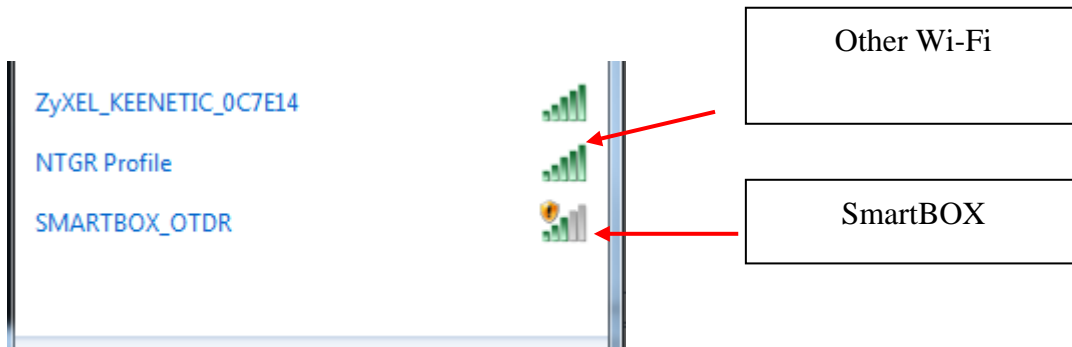 Other Wi-Fi
ZyXEL_KEENETIC_0C7E14
NTGR Profile
SMARTBOX_OTDR
SmartBOX